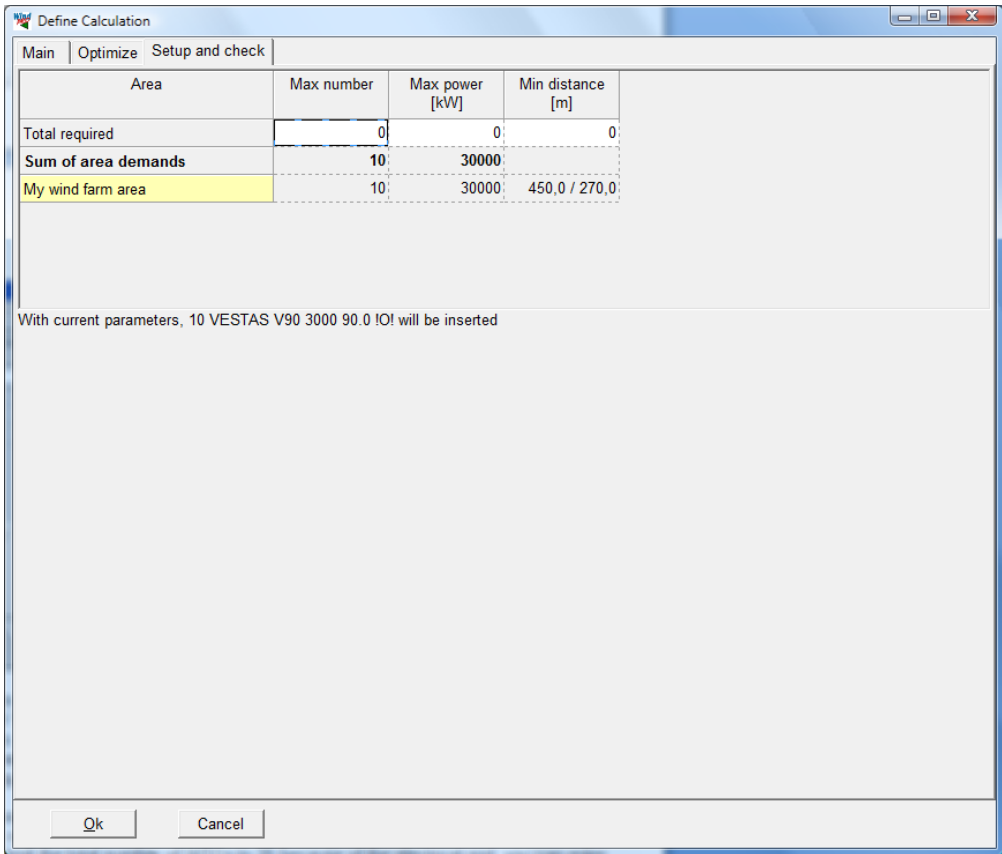 Define Calculation
Main Optimize Setup and check
Area Max number Max power [kW] Min distance [m]
Total required 0 0 0
Sum of area demands 10 30000
My wind farm area 10 30000 450,0 / 270,0
With current parameters, 10 VESTAS V90 3000 90.0 !O! will be inserted
Ok Cancel